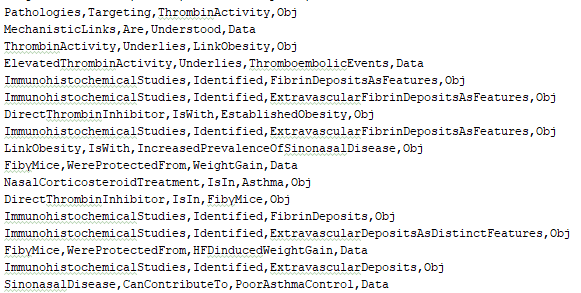 Pathologies,Targeting,ThrombinActivity,Obj
MechanisticLinks,Are,Understood,Data
ThrombinActivity,Underlies,LinkObesity,Obj
ElevatedThrombinActivity,Underlies,ThromboembolicEvents,Data
ImmunohistochemicalStudies,Identified,FibrinDepositsAsFeatures,Obj
ImmunohistochemicalStudies,Identified,ExtravascularFibrinDepositsAsFeatures,Obj
DirectThrombinInhibitor,IsWith,EstablishedObesity,Obj
ImmunohistochemicalStudies,Identified,ExtravascularFibrinDepositsAsFeatures,Obj
LinkObesity,IsWith,IncreasedPrevalenceOfSinonasalDisease,Obj
FibyMice,WereProtectedFrom,WeightGain,Data
NasalCorticosteroidTreatment,IsIn,Asthma,Obj
DirectThrombinInhibitor,IsIn,FibyMice,Obj
ImmunohistochemicalStudies,Identified,FibrinDeposits,Obj
ImmunohistochemicalStudies,Identified,ExtravascularDepositsAsDistinctFeatures,Obj
FibyMice,WereProtectedFrom,HFDinducedWeightGain,Data
ImmunohistochemicalStudies,Identified,ExtravascularDeposits,Obj
SinonasalDisease,CanContributeTo,PoorAsthmaControl,Data